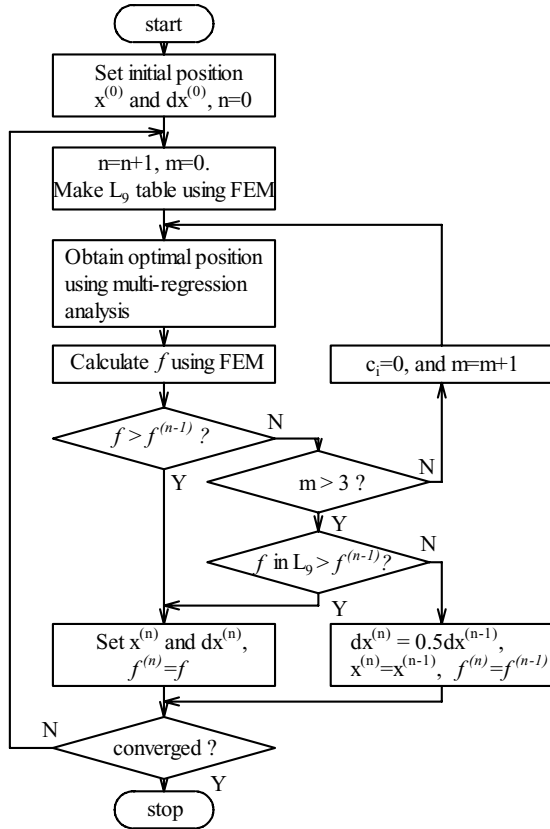 start
Set initial position
x⁽⁰⁾ and dx⁽⁰⁾, n=0
n=n+1, m=0.
Make L₉ table using FEM
Obtain optimal position
using multi-regression
analysis
Calculate f using FEM
cᵢ=0, and m=m+1
f > f⁽ⁿ⁻¹⁾ ?
N
Y
m > 3 ?
N
Y
f in L₉ > f⁽ⁿ⁻¹⁾?
N
Y
Set x⁽ⁿ⁾ and dx⁽ⁿ⁾,
f⁽ⁿ⁾=f
dx⁽ⁿ⁾ = 0.5dx⁽ⁿ⁻¹⁾,
x⁽ⁿ⁾=x⁽ⁿ⁻¹⁾, f⁽ⁿ⁾=f⁽ⁿ⁻¹⁾
N
converged ?
Y
stop